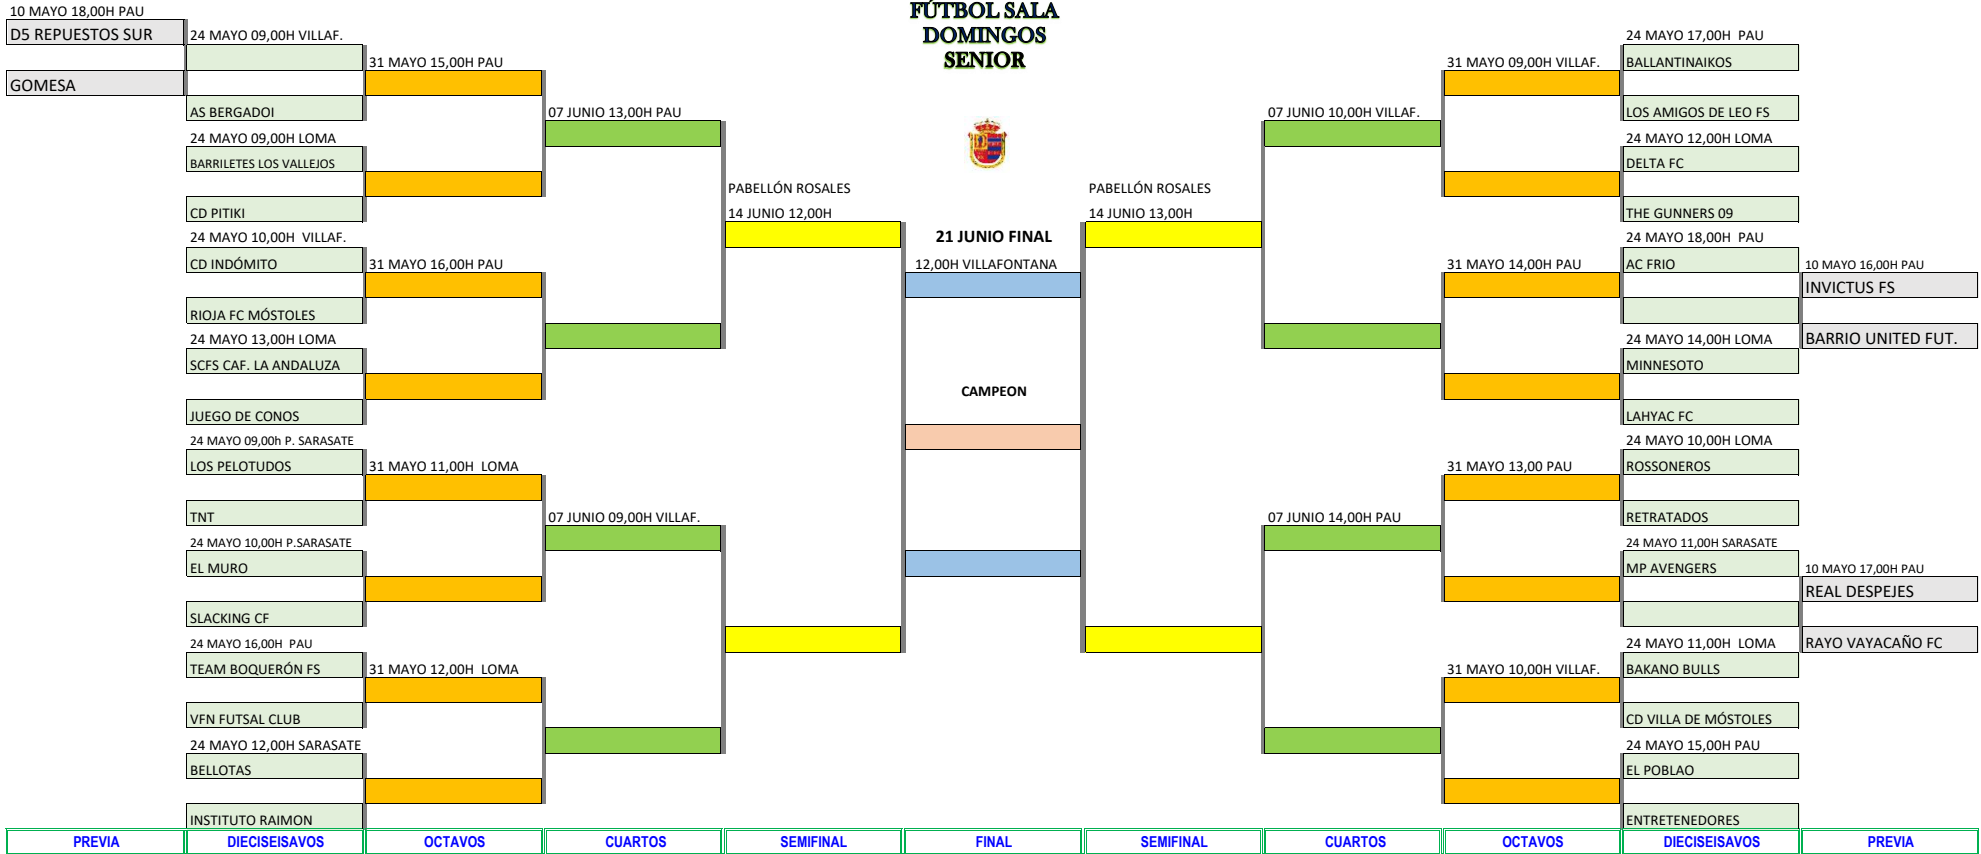 FÚTBOL SALA
DOMINGOS
SENIOR
10 MAYO 18,00H PAU
D5 REPUESTOS SUR
GOMESA
24 MAYO 09,00H VILLAF.
AS BERGADOI
24 MAYO 09,00H LOMA
BARRILETES LOS VALLEJOS
CD PITIKI
24 MAYO 10,00H VILLAF.
CD INDÓMITO
RIOJA FC MÓSTOLES
24 MAYO 13,00H LOMA
SCFS CAF. LA ANDALUZA
JUEGO DE CONOS
24 MAYO 09,00h P. SARASATE
LOS PELOTUDOS
TNT
24 MAYO 10,00H P.SARASATE
EL MURO
SLACKING CF
24 MAYO 16,00H PAU
TEAM BOQUERÓN FS
VFN FUTSAL CLUB
24 MAYO 12,00H SARASATE
BELLOTAS
INSTITUTO RAIMON
31 MAYO 15,00H PAU
31 MAYO 16,00H PAU
31 MAYO 11,00H LOMA
31 MAYO 12,00H LOMA
07 JUNIO 13,00H PAU
07 JUNIO 09,00H VILLAF.
PABELLÓN ROSALES
14 JUNIO 12,00H
21 JUNIO FINAL
12,00H VILLAFONTANA
CAMPEON
PABELLÓN ROSALES
14 JUNIO 13,00H
07 JUNIO 10,00H VILLAF.
07 JUNIO 14,00H PAU
31 MAYO 09,00H VILLAF.
31 MAYO 14,00H PAU
31 MAYO 13,00 PAU
31 MAYO 10,00H VILLAF.
24 MAYO 17,00H PAU
BALLANTINAIKOS
LOS AMIGOS DE LEO FS
24 MAYO 12,00H LOMA
DELTA FC
THE GUNNERS 09
24 MAYO 18,00H PAU
AC FRIO
24 MAYO 14,00H LOMA
MINNESOTO
LAHYAC FC
24 MAYO 10,00H LOMA
ROSSONEROS
RETRATADOS
24 MAYO 11,00H SARASATE
MP AVENGERS
24 MAYO 11,00H LOMA
BAKANO BULLS
CD VILLA DE MÓSTOLES
24 MAYO 15,00H PAU
EL POBLAO
ENTRETENEDORES
10 MAYO 16,00H PAU
INVICTUS FS
BARRIO UNITED FUT.
10 MAYO 17,00H PAU
REAL DESPEJES
RAYO VAYACAÑO FC
PREVIA DIECISEISAVOS OCTAVOS CUARTOS SEMIFINAL FINAL SEMIFINAL CUARTOS OCTAVOS DIECISEISAVOS PREVIA